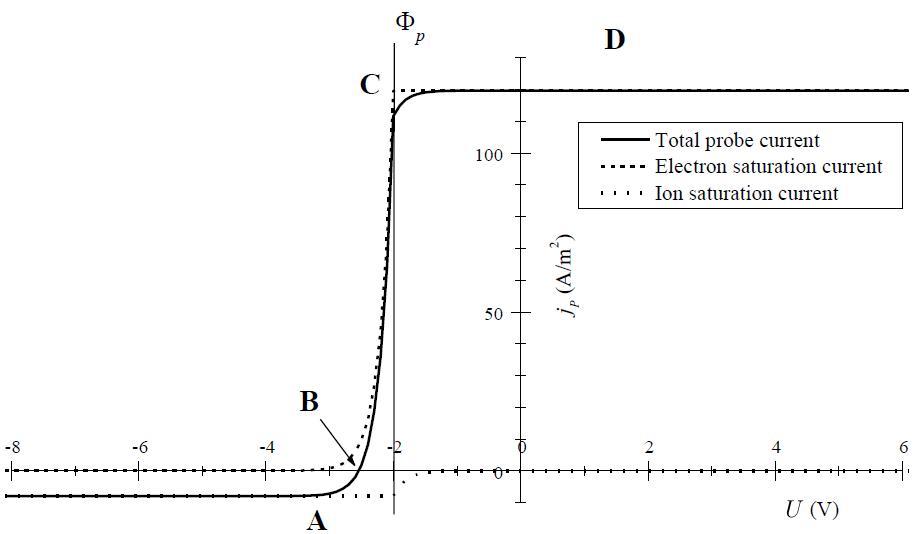 Φp
D
C
Total probe current
Electron saturation current
Ion saturation current
100
jP (A/m²)
50
B
-8 -6 -4 -2 0 2 4 6
0
A
U (V)